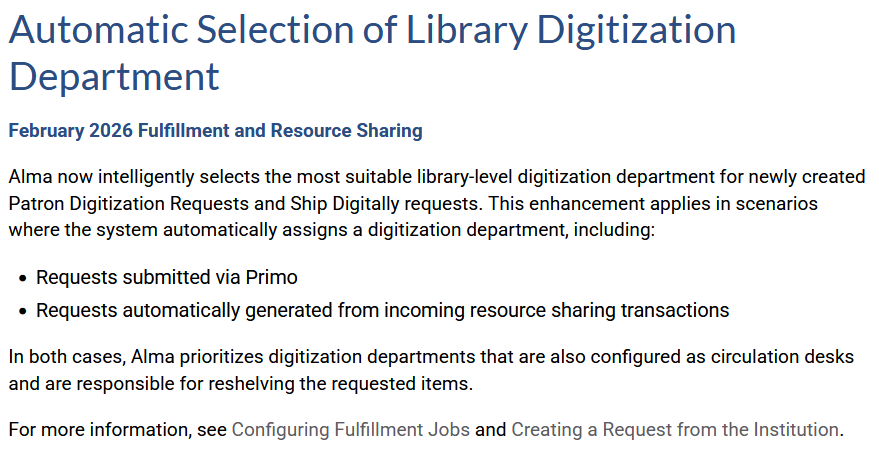 Automatic Selection of Library Digitization
Department
February 2026 Fulfillment and Resource Sharing
Alma now intelligently selects the most suitable library-level digitization department for newly created
Patron Digitization Requests and Ship Digitally requests. This enhancement applies in scenarios
where the system automatically assigns a digitization department, including:
• Requests submitted via Primo
• Requests automatically generated from incoming resource sharing transactions
In both cases, Alma prioritizes digitization departments that are also configured as circulation desks
and are responsible for reshelving the requested items.
For more information, see Configuring Fulfillment Jobs and Creating a Request from the Institution.